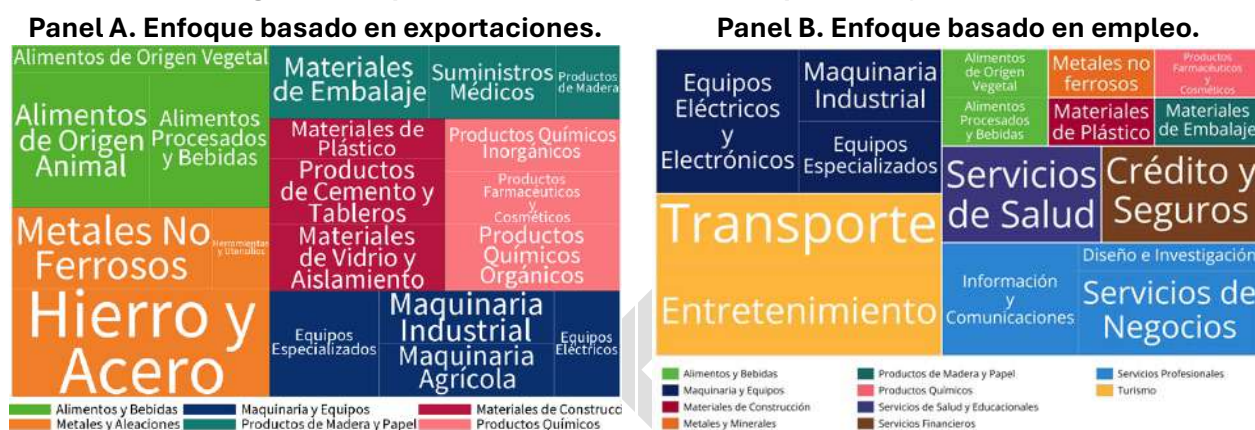 Panel A. Enfoque basado en exportaciones.
Alimentos de Origen Vegetal
Alimentos
de Origen
Animal
Alimentos
Procesados
y Bebidas
Materiales
de Embalaje
Suministros
Médicos
Productos
de Madera
Materiales de
Plástico
Productos
de Cemento y
Tableros
Materiales
de Vidrio y
Aislamiento
Productos Químicos
Inorgánicos
Productos
Farmacéuticos
y
Cosméticos
Productos
Químicos
Orgánicos
Metales No
Ferrosos
Herramientas
y Utensilios
Hierro y
Acero
Equipos
Especializados
Maquinaria
Industrial
Maquinaria
Agrícola
Equipos
Eléctricos
Alimentos y Bebidas
Maquinaria y Equipos
Materiales de Construcc
Metales y Aleaciones
Productos de Madera y Papel
Productos Químicos
Panel B. Enfoque basado en empleo.
Equipos
Eléctricos
y
Electrónicos
Maquinaria
Industrial
Equipos
Especializados
Alimentos
de Origen
Vegetal
Alimentos
Procesados
y Bebidas
Metales no
ferrosos
Productos
Farmacéuticos
y
Cosméticos
Materiales
de Plástico
Materiales
de Embalaje
Transporte
Entretenimiento
Servicios
de Salud
Crédito y
Seguros
Información
y
Comunicaciones
Diseño e Investigación
Servicios de
Negocios
Alimentos y Bebidas
Productos de Madera y Papel
Servicios Profesionales
Maquinaria y Equipos
Productos Químicos
Turismo
Materiales de Construcción
Servicios de Salud y Educacionales
Metales y Minerales
Servicios Financieros